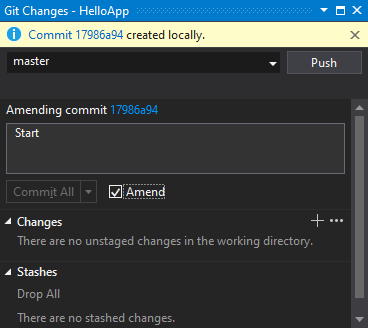 Git Changes - HelloApp
Commit 17986a94 created locally.
master
Push
Amending commit 17986a94
Start
Commit All
Amend
Changes
There are no unstaged changes in the working directory.
Stashes
Drop All
There are no stashed changes.